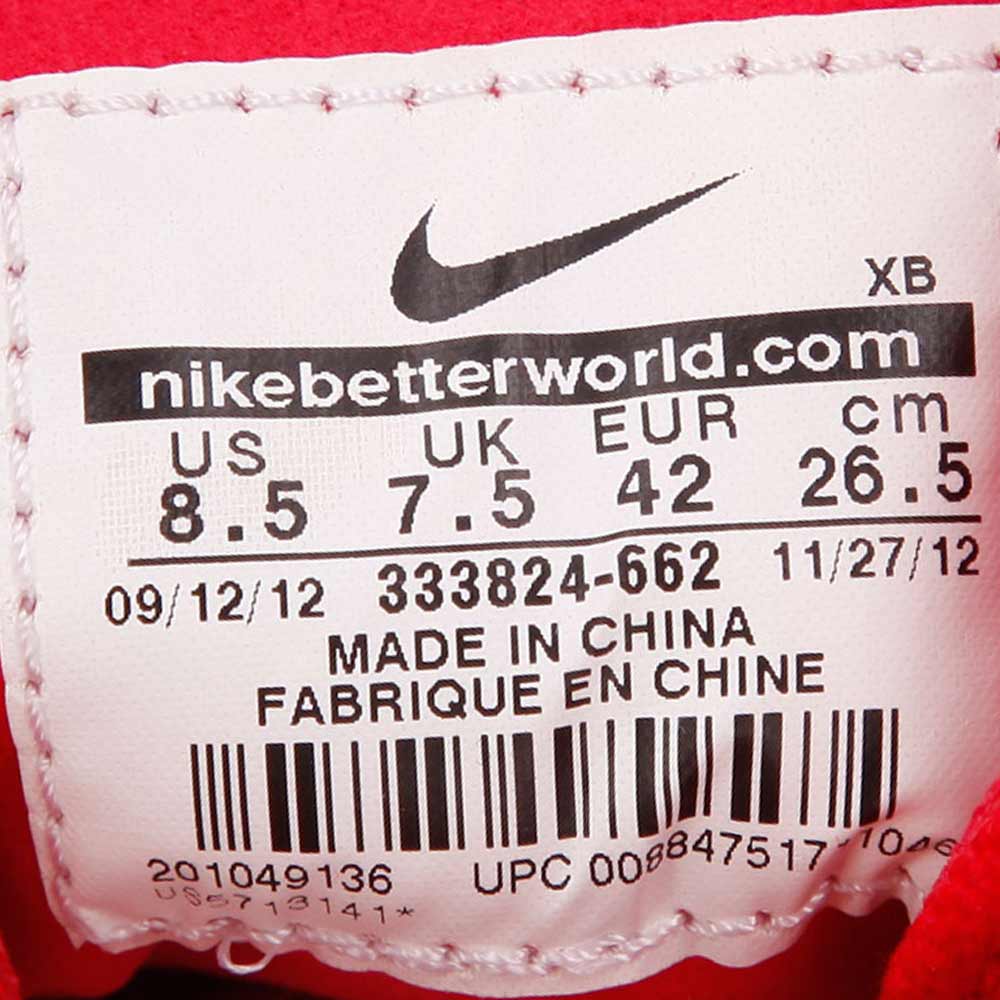 XB
nikebetterworld.com
US UK EUR cm
8.5 7.5 42 26.5
09/12/12 333824-662 11/27/12
MADE IN CHINA
FABRIQUE EN CHINE
201049136 UPC